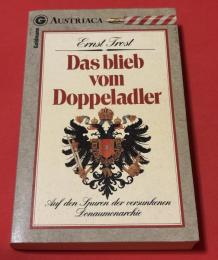 G AUSTRIACA
Goldmann
Ernst Trost
Das blieb
vom
Doppeladler
Auf den Spuren der versunkenen
Donaumonarchie